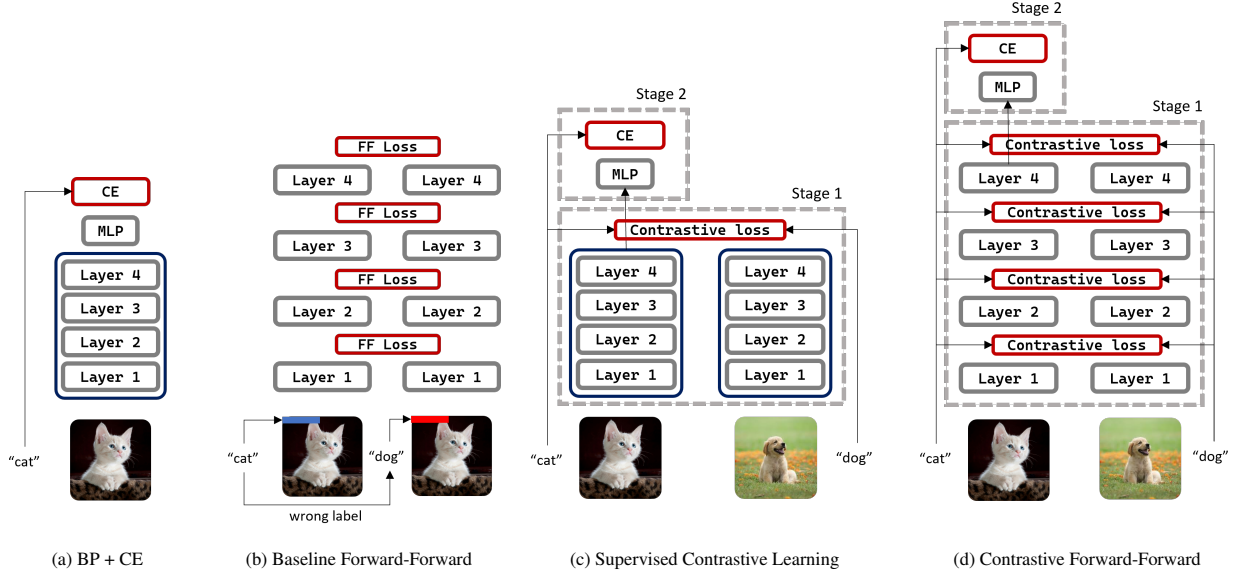 CE
MLP
Layer 4
Layer 3
Layer 2
Layer 1
“cat”
(a) BP + CE
FF Loss
Layer 4 Layer 4
FF Loss
Layer 3 Layer 3
FF Loss
Layer 2 Layer 2
FF Loss
Layer 1 Layer 1
“cat” “dog”
wrong label
(b) Baseline Forward-Forward
Stage 2
CE
MLP
Stage 1
Contrastive loss
Layer 4 Layer 4
Layer 3 Layer 3
Layer 2 Layer 2
Layer 1 Layer 1
“cat” “dog”
(c) Supervised Contrastive Learning
Stage 2
CE
MLP
Stage 1
Contrastive loss
Layer 4 Layer 4
Contrastive loss
Layer 3 Layer 3
Contrastive loss
Layer 2 Layer 2
Contrastive loss
Layer 1 Layer 1
“cat” “dog”
(d) Contrastive Forward-Forward